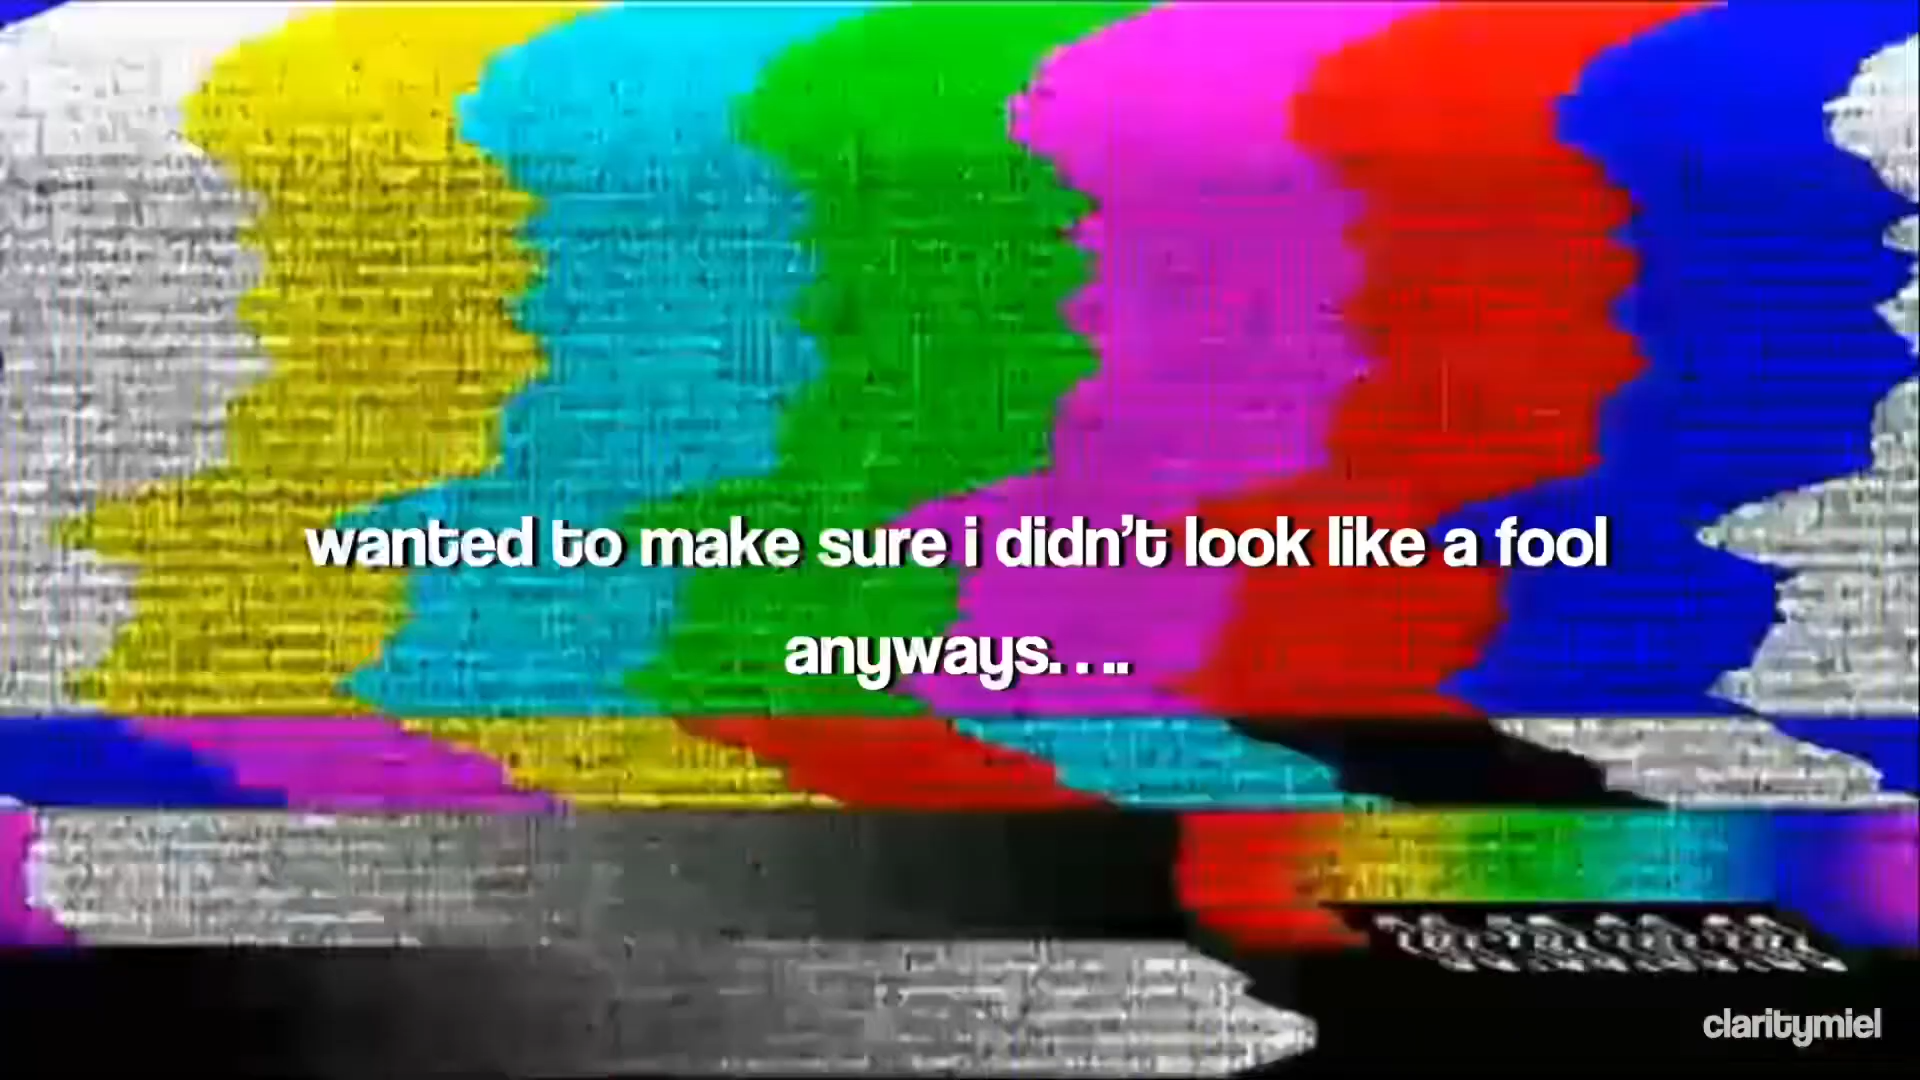 wanted to make sure i didn't look like a fool
anyways....
claritymiel